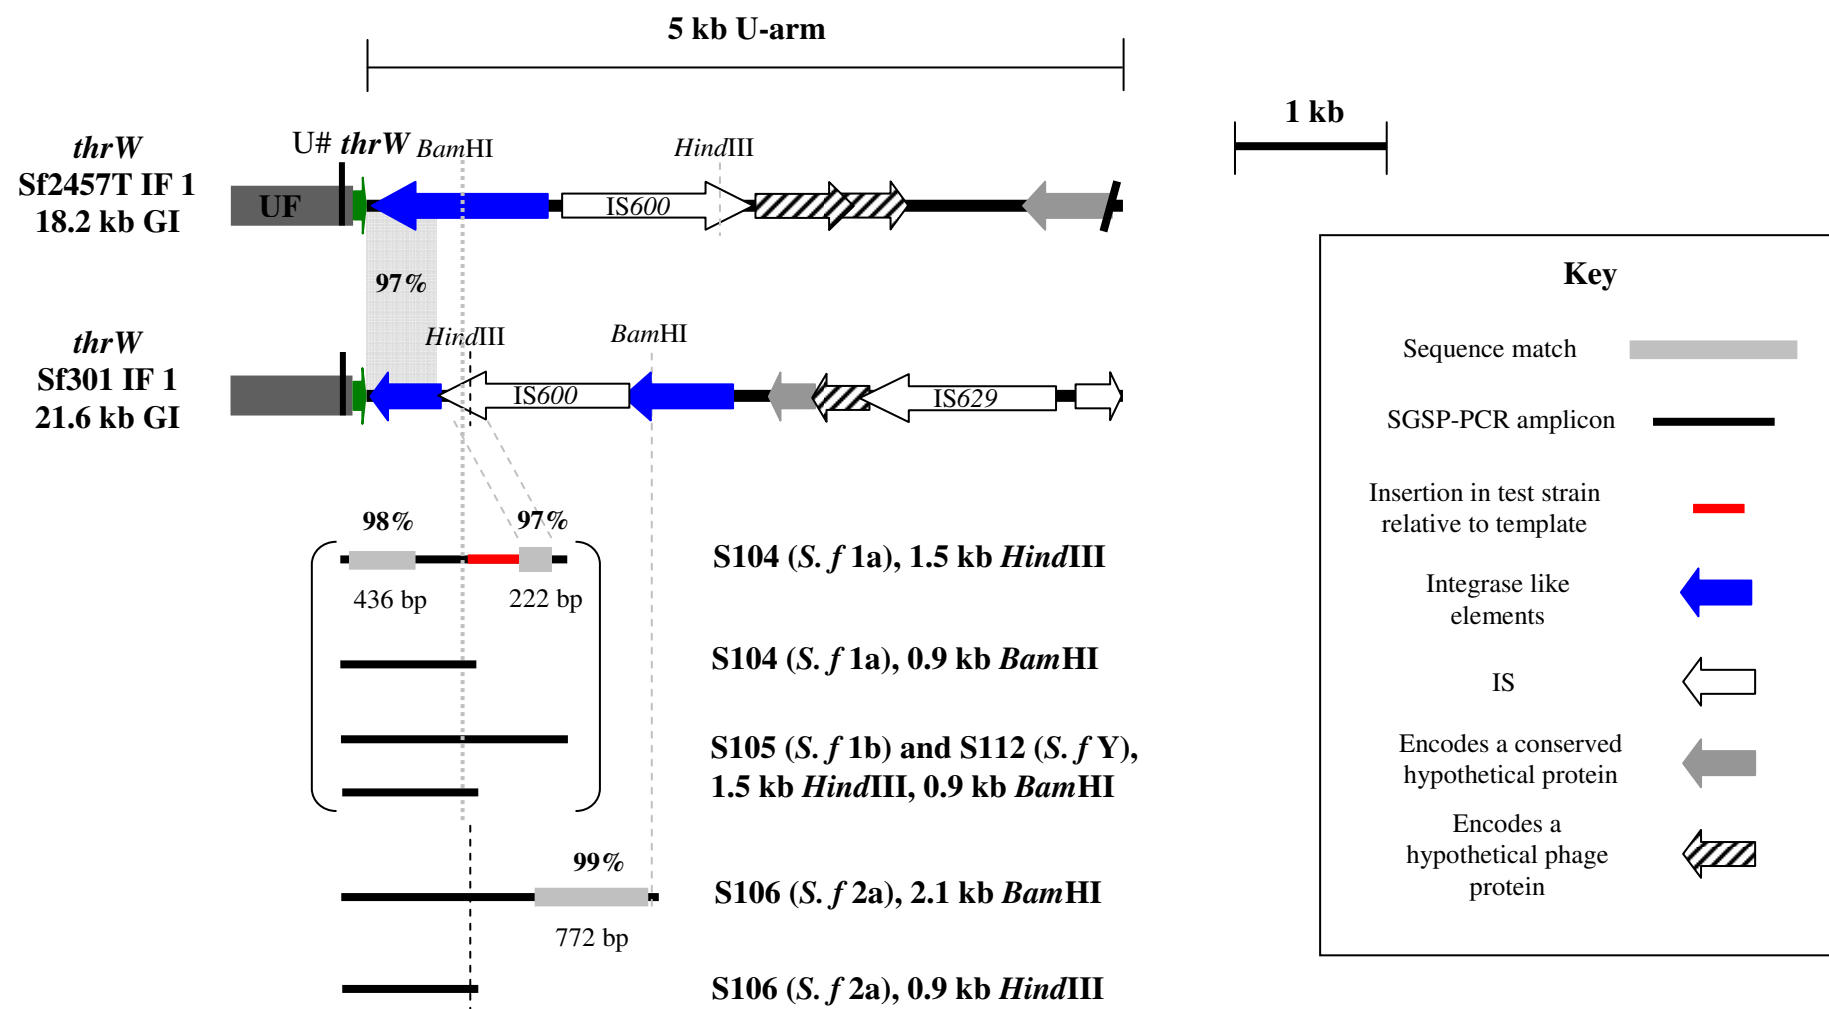 5 kb U-arm
1 kb
thrW
Sf2457T IF 1
18.2 kb GI
U# thrW
BamHI
HindIII
UF
IS600
97%
thrW
Sf301 IF 1
21.6 kb GI
HindIII
BamHI
IS600
IS629
98%
97%
436 bp
222 bp
S104 (S. f 1a), 1.5 kb HindIII
S104 (S. f 1a), 0.9 kb BamHI
S105 (S. f 1b) and S112 (S. f Y),
1.5 kb HindIII, 0.9 kb BamHI
99%
772 bp
S106 (S. f 2a), 2.1 kb BamHI
S106 (S. f 2a), 0.9 kb HindIII
Key
Sequence match
SGSP-PCR amplicon
Insertion in test strain
relative to template
Integrase like
elements
IS
Encodes a conserved
hypothetical protein
Encodes a
hypothetical phage
protein